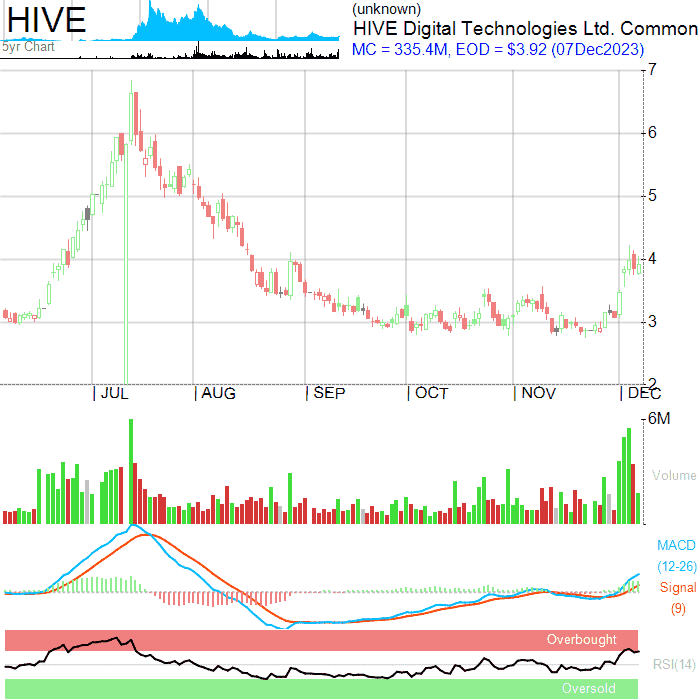 HIVE
5yr Chart
(unknown)
HIVE Digital Technologies Ltd. Common
MC = 335.4M, EOD = $3.92 (07Dec2023)
7
6
5
4
3
2
JUL AUG SEP OCT NOV DEC
6M
Volume
MACD
(12-26)
Signal
(9)
Overbought
RSI(14)
Oversold